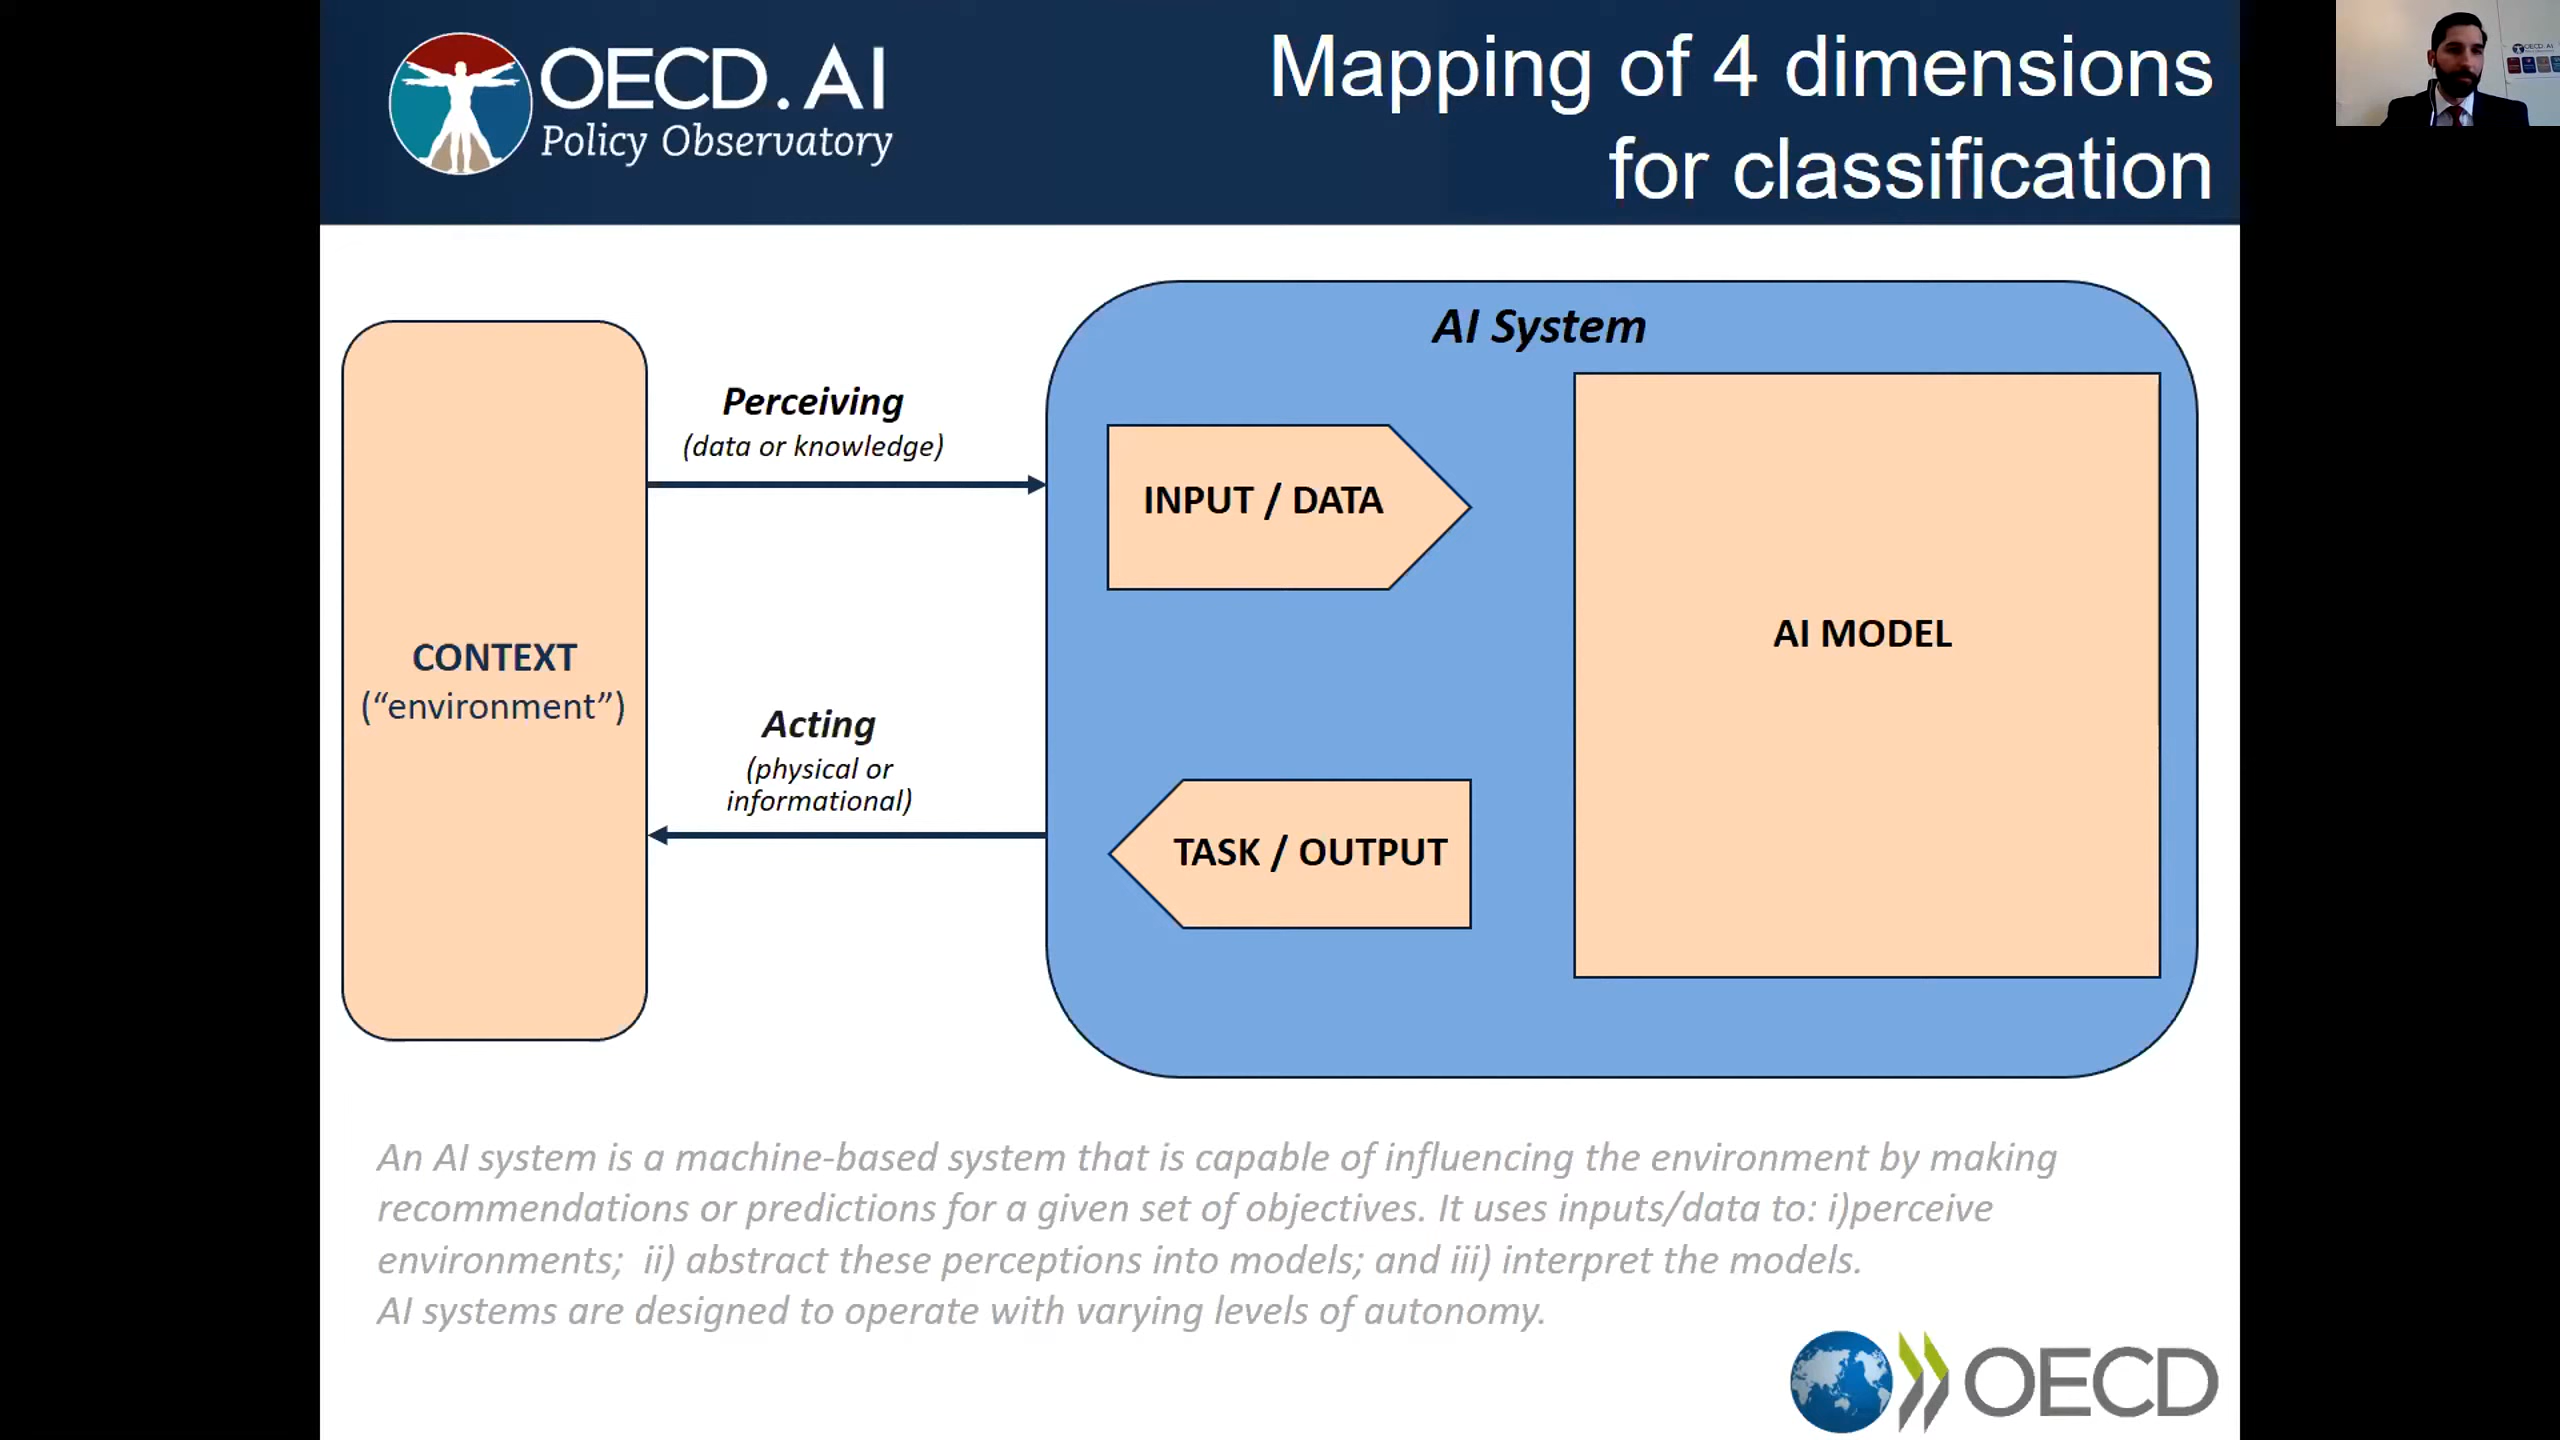 OECD.AI
Policy Observatory
Mapping of 4 dimensions
for classification
AI System
Perceiving
(data or knowledge)
INPUT / DATA
AI MODEL
CONTEXT
(“environment”)
Acting
(physical or
informational)
TASK / OUTPUT
An AI system is a machine-based system that is capable of influencing the environment by making
recommendations or predictions for a given set of objectives. It uses inputs/data to: i)perceive
environments;  ii) abstract these perceptions into models; and iii) interpret the models.
AI systems are designed to operate with varying levels of autonomy.
OECD
OECD.AI